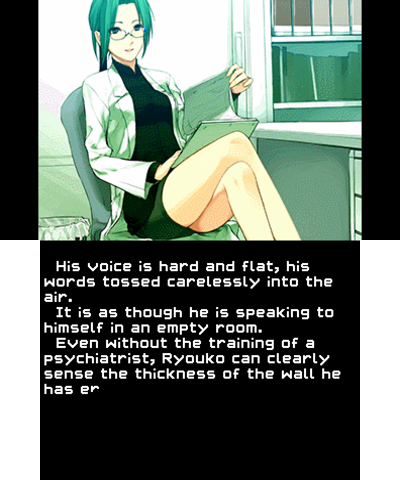 His voice is hard and flat, his
words tossed carelessly into the
air.
It is as though he is speaking to
himself in an empty room.
Even without the training of a
psychiatrist, Ryouko can clearly
sense the thickness of the wall he
has er